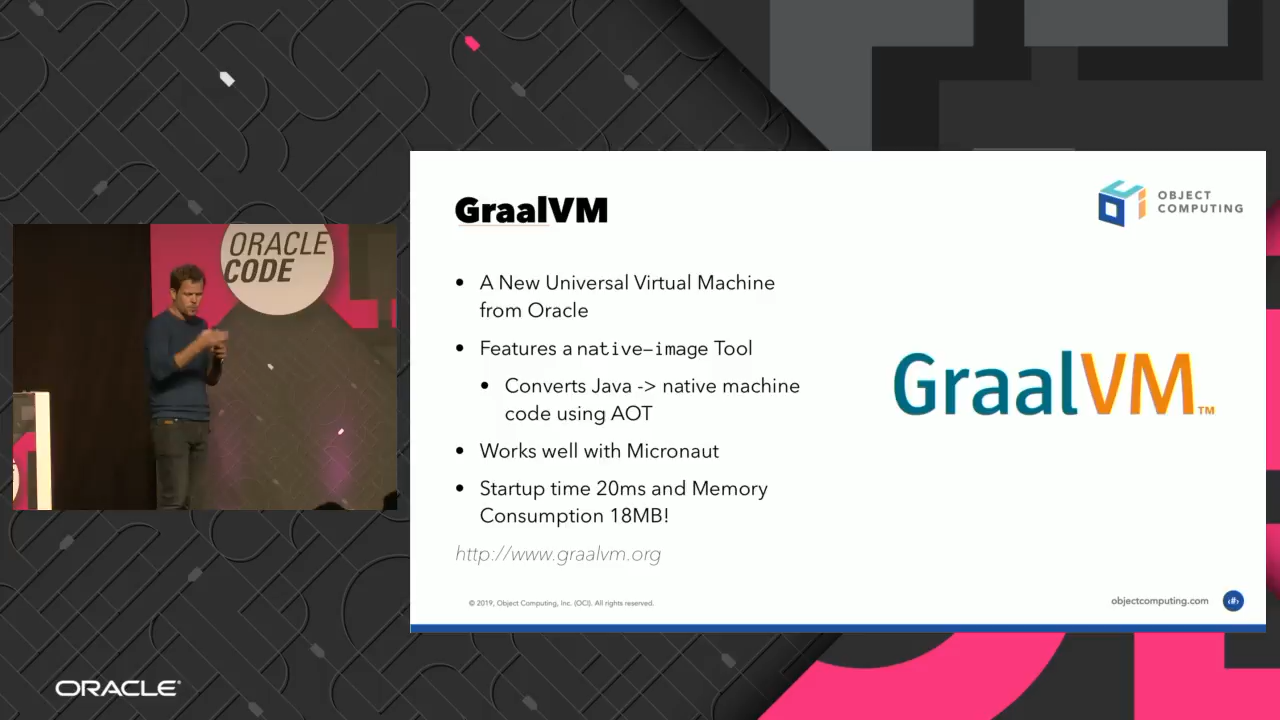 ORACLE
CODE
GraalVM
OBJECT
COMPUTING
• A New Universal Virtual Machine
from Oracle
• Features a native-image Tool
• Converts Java -> native machine
code using AOT
• Works well with Micronaut
• Startup time 20ms and Memory
Consumption 18MB!
http://www.graalvm.org
GraalVM™
© 2019, Object Computing, Inc. (OCI). All rights reserved.
objectcomputing.com
‹#›
ORACLE®